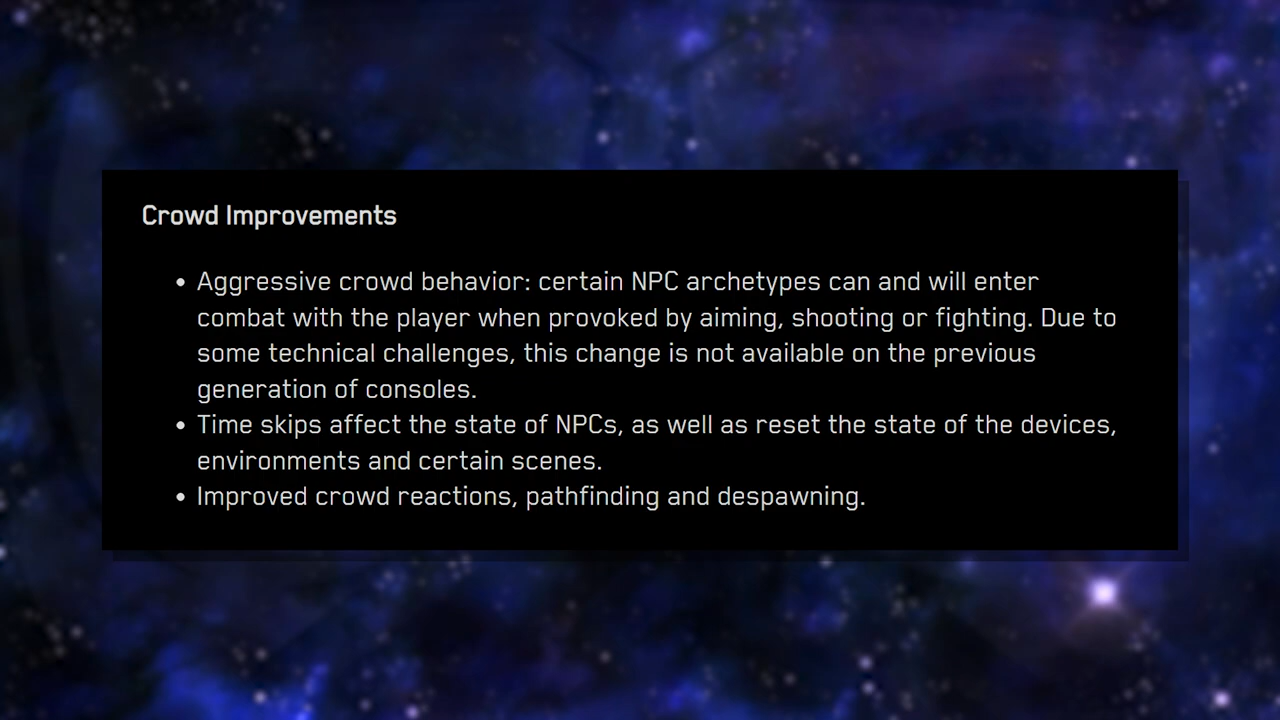 Crowd Improvements
• Aggressive crowd behavior: certain NPC archetypes can and will enter
combat with the player when provoked by aiming, shooting or fighting. Due to
some technical challenges, this change is not available on the previous
generation of consoles.
• Time skips affect the state of NPCs, as well as reset the state of the devices,
environments and certain scenes.
• Improved crowd reactions, pathfinding and despawning.